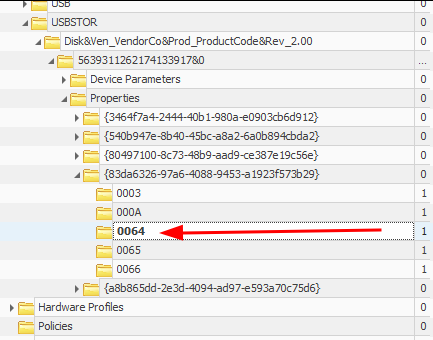 USB 0
USBSTOR 0
Disk&Ven_VendorCo&Prod_ProductCode&Rev_2.00 0
5639311262174133917&0 ...
Device Parameters 0
Properties 0
{3464f7a4-2444-40b1-980a-e0903cb6d912} 0
{540b947e-8b40-45bc-a8a2-6a0b894cbda2} 0
{80497100-8c73-48b9-aad9-ce387e19c56e} 0
{83da6326-97a6-4088-9453-a1923f573b29} 0
0003 1
000A 1
0064 1
0065 1
0066 1
{a8b865dd-2e3d-4094-ad97-e593a70c75d6} 0
Hardware Profiles 0
Policies 0